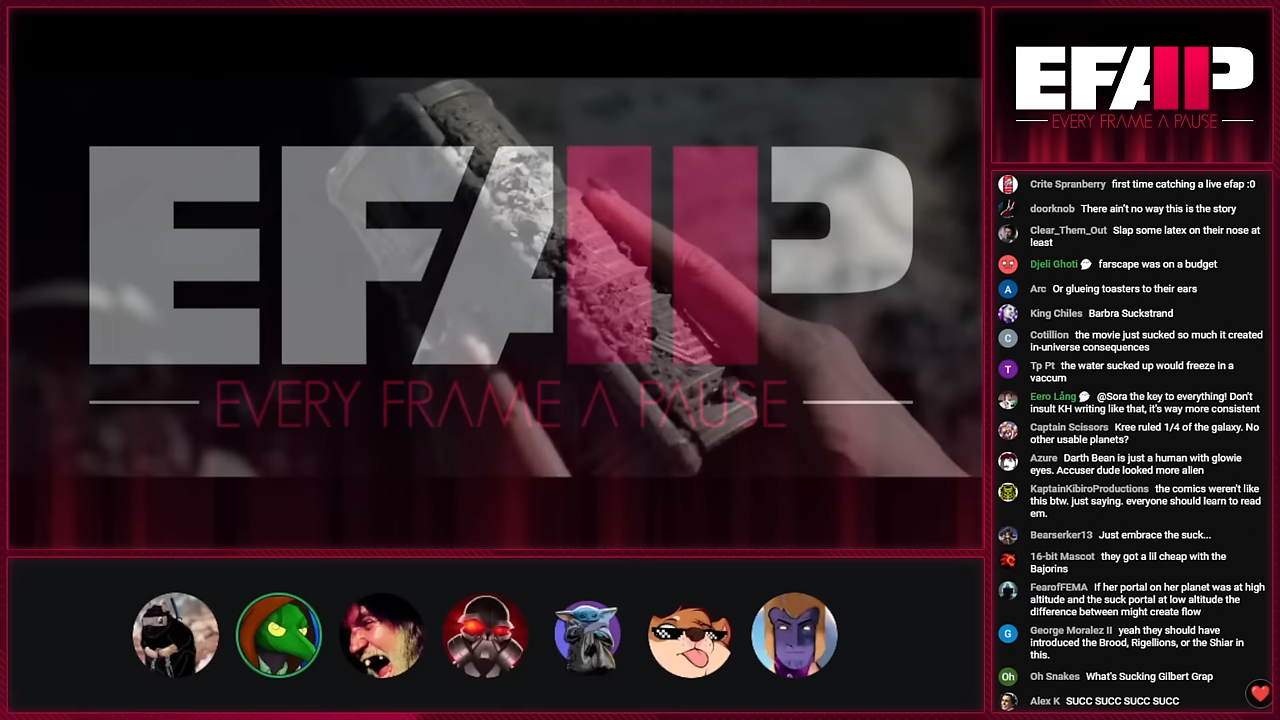 EFAP
EVERY FRAME A PAUSE
EFAP
EVERY FRAME A PAUSE
Crite Spranberry first time catching a live efap :0
doorknob There ain't no way this is the story
Clear_Them_Out Slap some latex on their nose at
least
Djeli Ghoti farscape was on a budget
A
Arc Or glueing toasters to their ears
King Chiles Barbra Suckstrand
C
Cotillion the movie just sucked so much it created
in-universe consequences
T
Tp Pt the water sucked up would freeze in a
vaccum
Eero Lång @Sora the key to everything! Don't
insult KH writing like that, it's way more consistent
Captain Scissors Kree ruled 1/4 of the galaxy. No
other usable planets?
Azure Darth Bean is just a human with glowie
eyes. Accuser dude looked more alien
KaptainKibiroProductions the comics weren't like
this btw. just saying. everyone should learn to read
em.
Bearserker13 Just embrace the suck...
16-bit Mascot they got a lil cheap with the
Bajorins
FearofFEMA If her portal on her planet was at high
altitude and the suck portal at low altitude the
difference between might create flow
G
George Moralez II yeah they should have
introduced the Brood, Rigellions, or the Shiar in
this.
Oh
Oh Snakes What's Sucking Gilbert Grap
Alex K SUCC SUCC SUCC SUCC